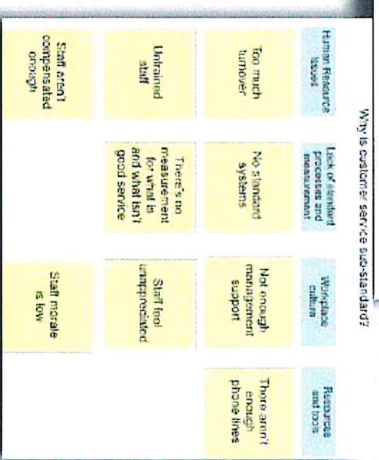 Why is customer service sub-standard?
Human Resource
Issues
Too much
turnover
Untrained
staff
Staff aren't
compensated
enough
Lack of standard
processes and
measurement
No standard
systems
There's no
measurement
for what is
and what isn't
good service
Workplace
culture
Not enough
management
support
Staff feel
unappreciated
Staff morale
is low
Resources
and tools
There aren't
enough
phone lines